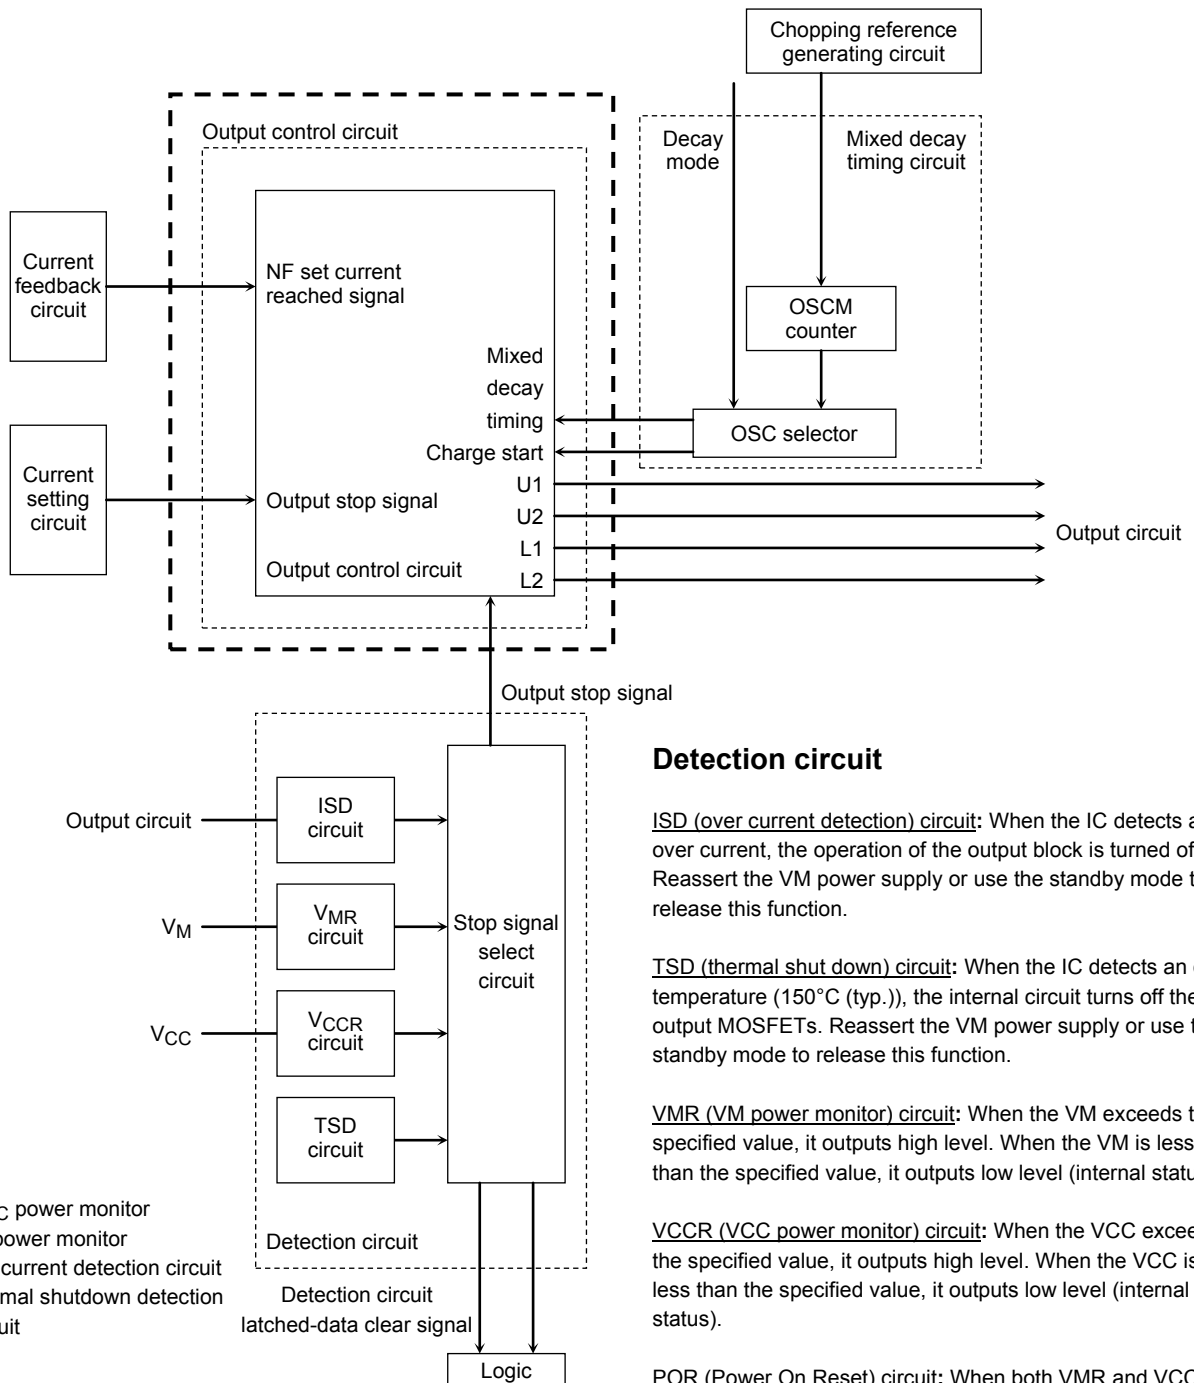 Chopping reference
generating circuit
Output control circuit
Decay
mode
Mixed decay
timing circuit
Current
feedback
circuit
NF set current
reached signal
OSCM
counter
Mixed
decay
timing
Charge start
OSC selector
Current
setting
circuit
Output stop signal
U1
U2
L1
L2
Output circuit
Output control circuit
Output stop signal
Output circuit
ISD
circuit
VM
VMR
circuit
Stop signal
select
circuit
VCC
VCCR
circuit
TSD
circuit
Detection circuit
C power monitor
power monitor
current detection circuit
mal shutdown detection
uit
Detection circuit
latched-data clear signal
Logic
Detection circuit
ISD (over current detection) circuit: When the IC detects a
over current, the operation of the output block is turned of
Reassert the VM power supply or use the standby mode t
release this function.
TSD (thermal shut down) circuit: When the IC detects an
temperature (150°C (typ.)), the internal circuit turns off the
output MOSFETs. Reassert the VM power supply or use t
standby mode to release this function.
VMR (VM power monitor) circuit: When the VM exceeds t
specified value, it outputs high level. When the VM is less
than the specified value, it outputs low level (internal statu
VCCR (VCC power monitor) circuit: When the VCC excee
the specified value, it outputs high level. When the VCC is
less than the specified value, it outputs low level (internal
status).
POR (Power On Reset) circuit: When both VMR and VCC